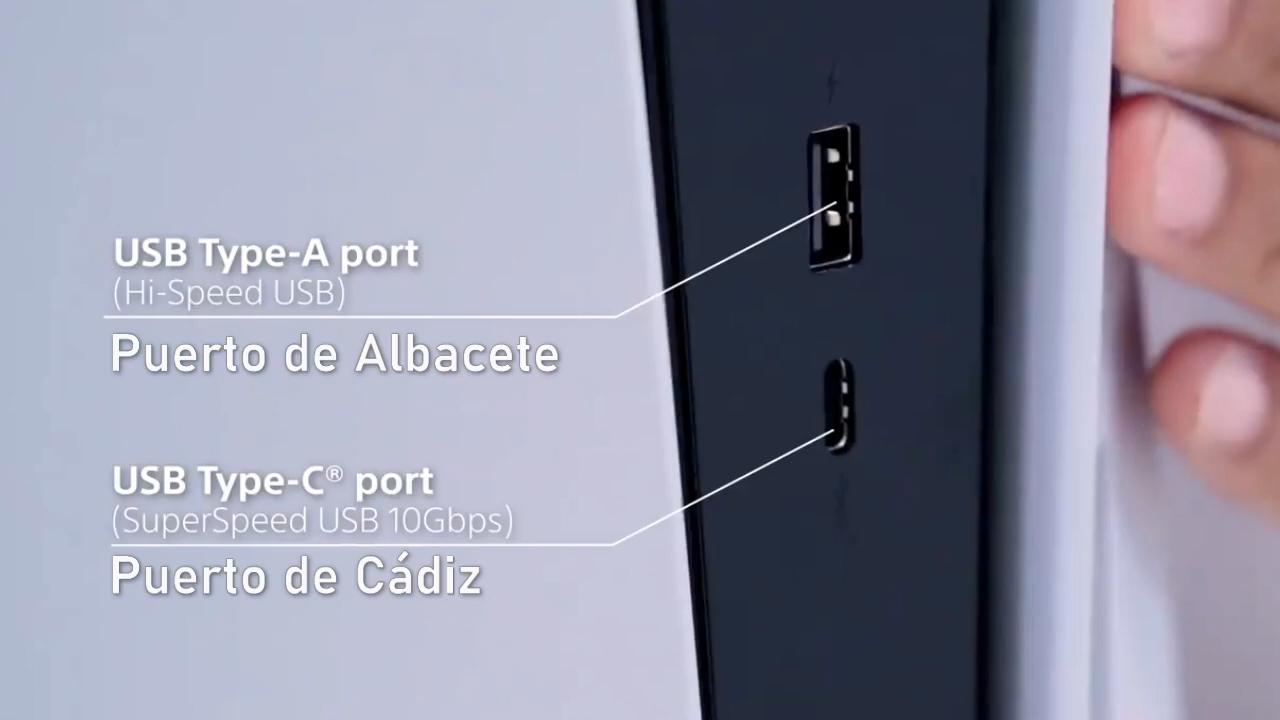 USB Type-A port
(Hi-Speed USB)
Puerto de Albacete
USB Type-C® port
(SuperSpeed USB 10Gbps)
Puerto de Cádiz